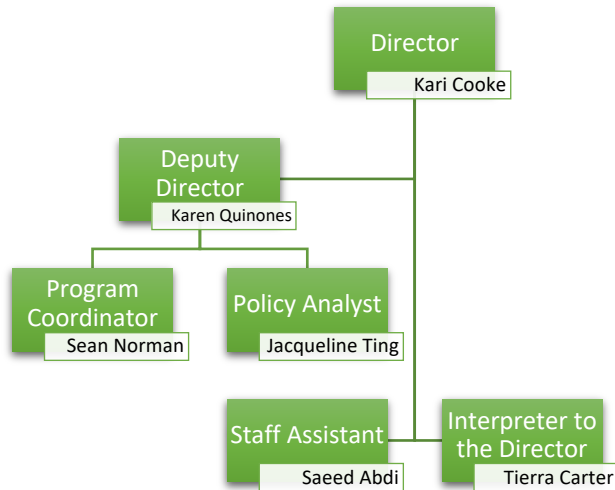 Director
Kari Cooke
Deputy
Director
Karen Quinones
Program
Coordinator
Sean Norman
Policy Analyst
Jacqueline Ting
Staff Assistant
Saeed Abdi
Interpreter to
the Director
Tierra Carter